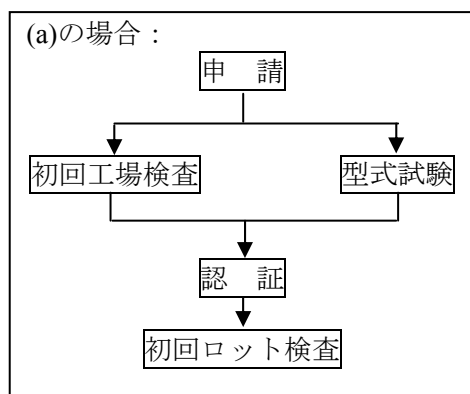 (a)の場合：
申　請
初回工場検査
型式試験
認　証
初回ロット検査